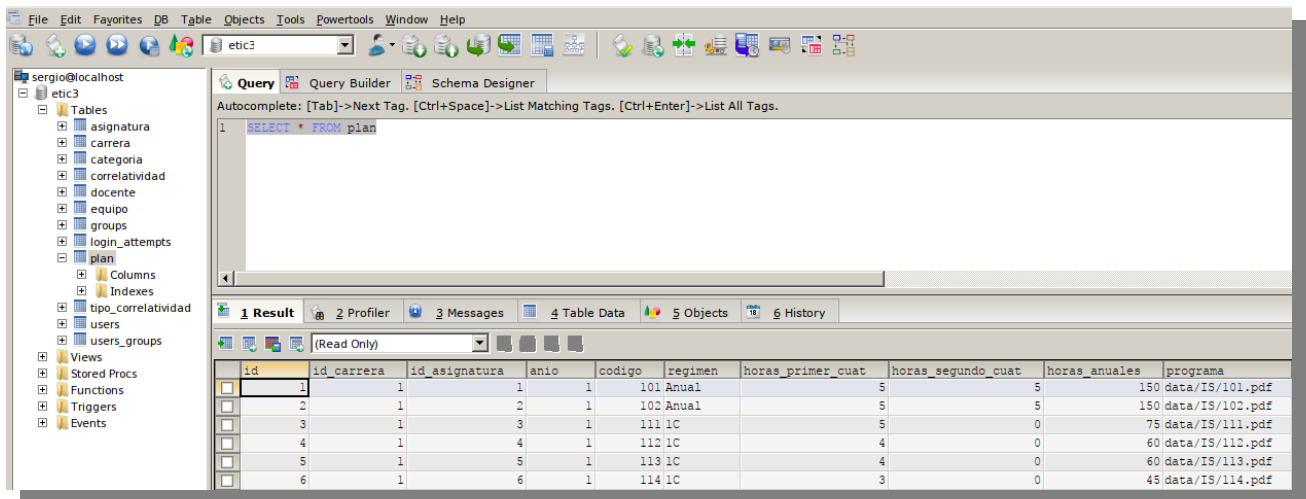 File Edit Favorites DB Table Objects Tools Powertools Window Help
etic3
sergio@localhost
etic3
Tables
asignatura
carrera
categoria
correlatividad
docente
equipo
groups
login_attempts
plan
Columns
Indexes
tipo_correlatividad
users
users_groups
Views
Stored Procs
Functions
Triggers
Events
Query Query Builder Schema Designer
Autocomplete: [Tab]->Next Tag. [Ctrl+Space]->List Matching Tags. [Ctrl+Enter]->List All Tags.
1 SELECT * FROM plan
1 Result 2 Profiler 3 Messages 4 Table Data 5 Objects 6 History
(Read Only)
id id_carrera id_asignatura anio codigo regimen horas_primer_cuat horas_segundo_cuat horas_anuales programa
1 1 1 1 101 Anual 5 5 150 data/IS/101.pdf
2 1 2 1 102 Anual 5 5 150 data/IS/102.pdf
3 1 3 1 111 1C 5 0 75 data/IS/111.pdf
4 1 4 1 112 1C 4 0 60 data/IS/112.pdf
5 1 5 1 113 1C 4 0 60 data/IS/113.pdf
6 1 6 1 114 1C 3 0 45 data/IS/114.pdf